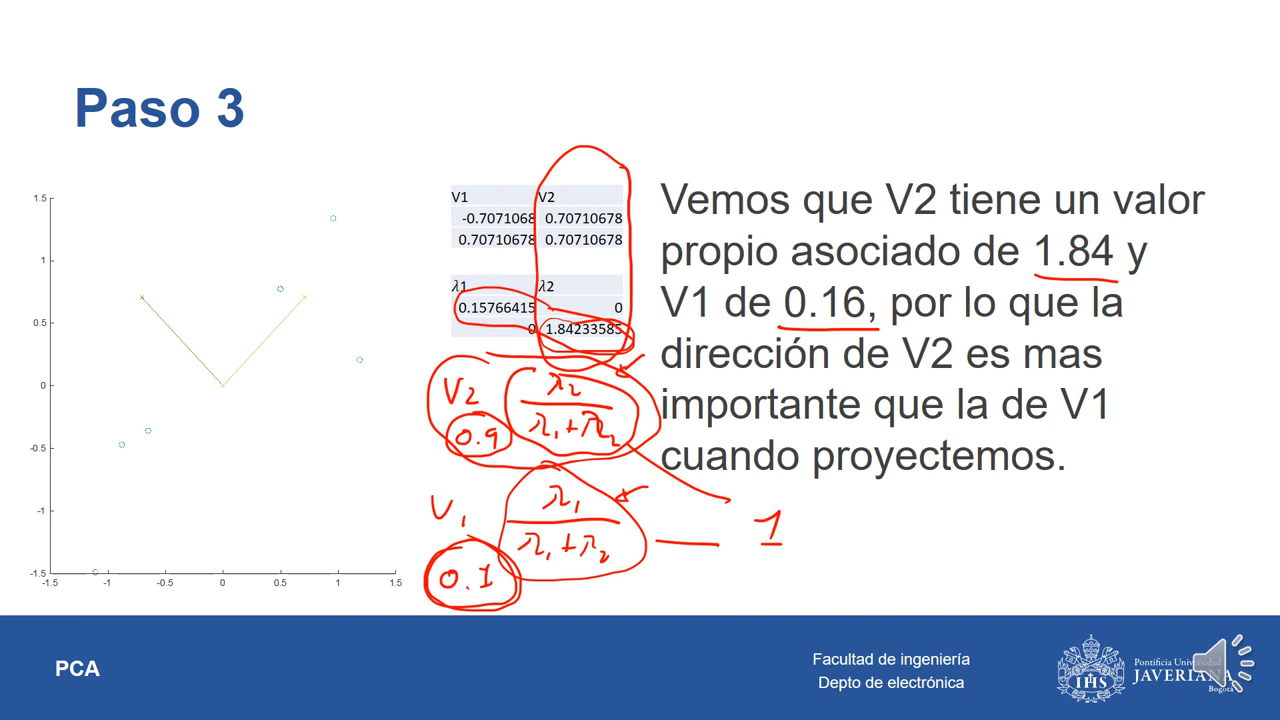 Paso 3
1.5
1
0.5
0
-0.5
-1
-1.5
-1.5 -1 -0.5 0 0.5 1 1.5
V1 V2
-0.7071068 0.70710678
0.70710678 0.70710678
λ1 λ2
0.15766415 0
0 1.84233585
V2 λ2 / λ1+λ2
0.9
V1 λ1 / λ1+λ2
0.1
1
Vemos que V2 tiene un valor
propio asociado de 1.84 y
V1 de 0.16, por lo que la
dirección de V2 es mas
importante que la de V1
cuando proyectemos.
PCA
Facultad de ingeniería
Depto de electrónica
IHS
Pontificia Universidad
JAVERIANA
Bogotá